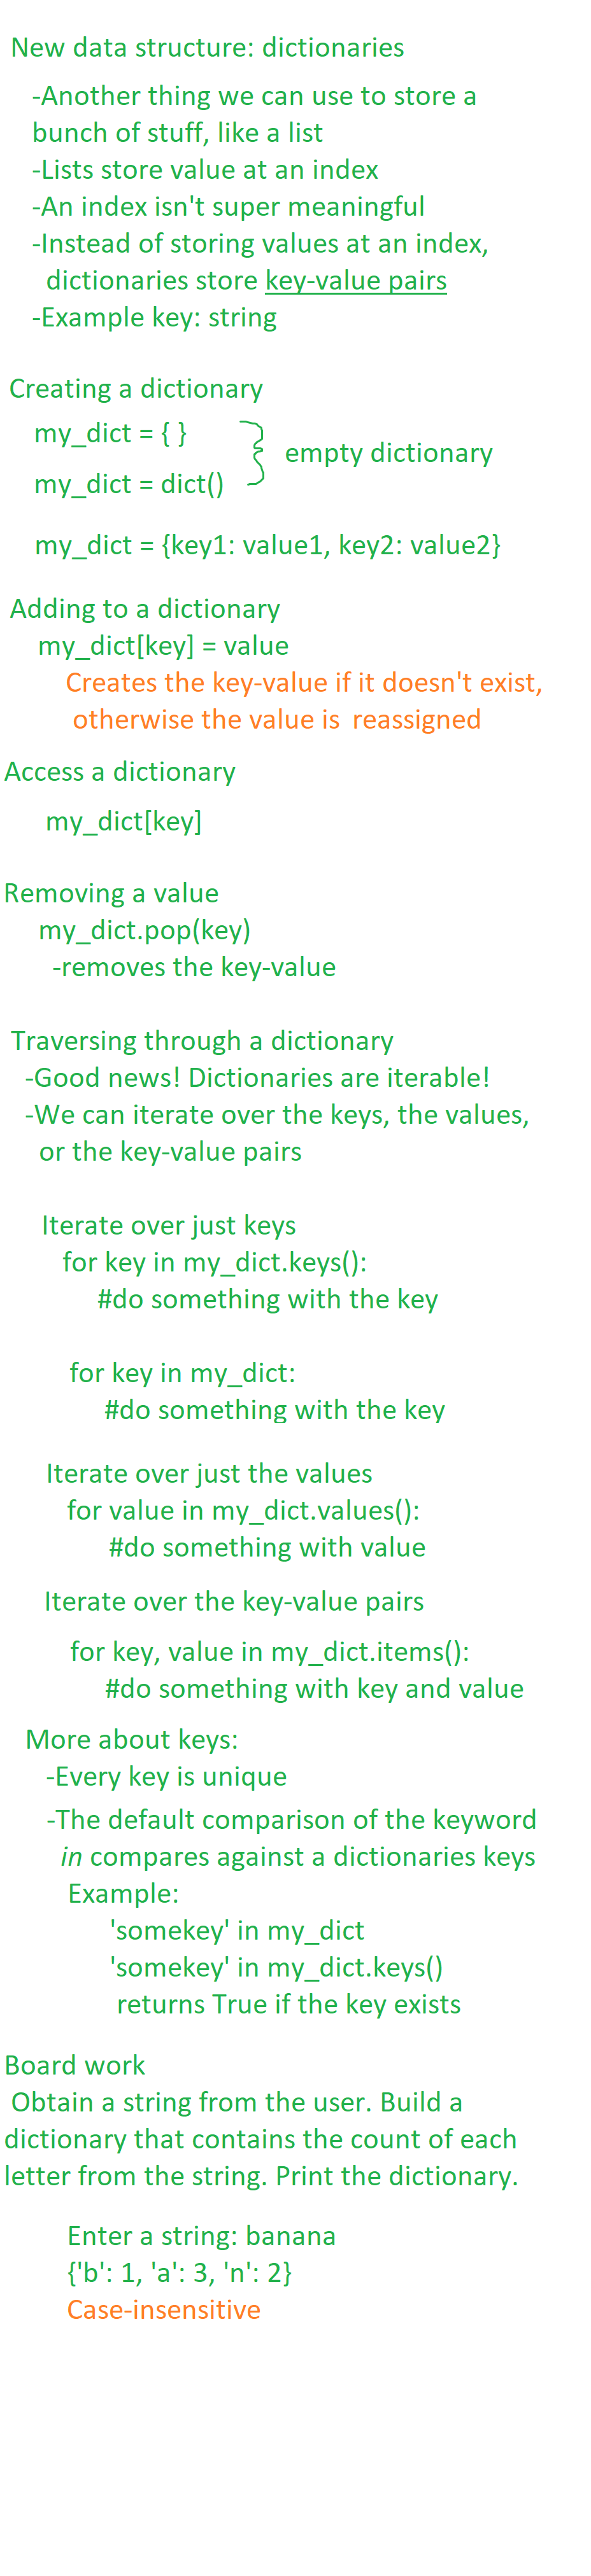 New data structure: dictionaries
-Another thing we can use to store a
bunch of stuff, like a list
-Lists store value at an index
-An index isn't super meaningful
-Instead of storing values at an index,
dictionaries store key-value pairs
-Example key: string
Creating a dictionary
my_dict = { }
empty dictionary
my_dict = dict()
my_dict = {key1: value1, key2: value2}
Adding to a dictionary
my_dict[key] = value
Creates the key-value if it doesn't exist,
otherwise the value is reassigned
Access a dictionary
my_dict[key]
Removing a value
my_dict.pop(key)
-removes the key-value
Traversing through a dictionary
-Good news! Dictionaries are iterable!
-We can iterate over the keys, the values,
or the key-value pairs
Iterate over just keys
for key in my_dict.keys():
#do something with the key
for key in my_dict:
#do something with the key
Iterate over just the values
for value in my_dict.values():
#do something with value
Iterate over the key-value pairs
for key, value in my_dict.items():
#do something with key and value
More about keys:
-Every key is unique
-The default comparison of the keyword
in compares against a dictionaries keys
Example:
'somekey' in my_dict
'somekey' in my_dict.keys()
returns True if the key exists
Board work
Obtain a string from the user. Build a
dictionary that contains the count of each
letter from the string. Print the dictionary.
Enter a string: banana
{'b': 1, 'a': 3, 'n': 2}
Case-insensitive